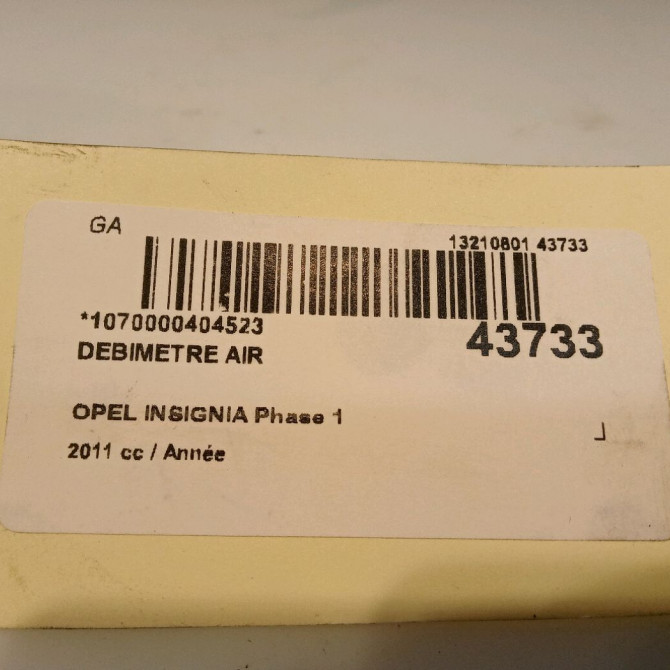 GA
13210801 43733
*1070000404523
43733
DEBIMETRE AIR
OPEL INSIGNIA Phase 1
2011 cc / Année